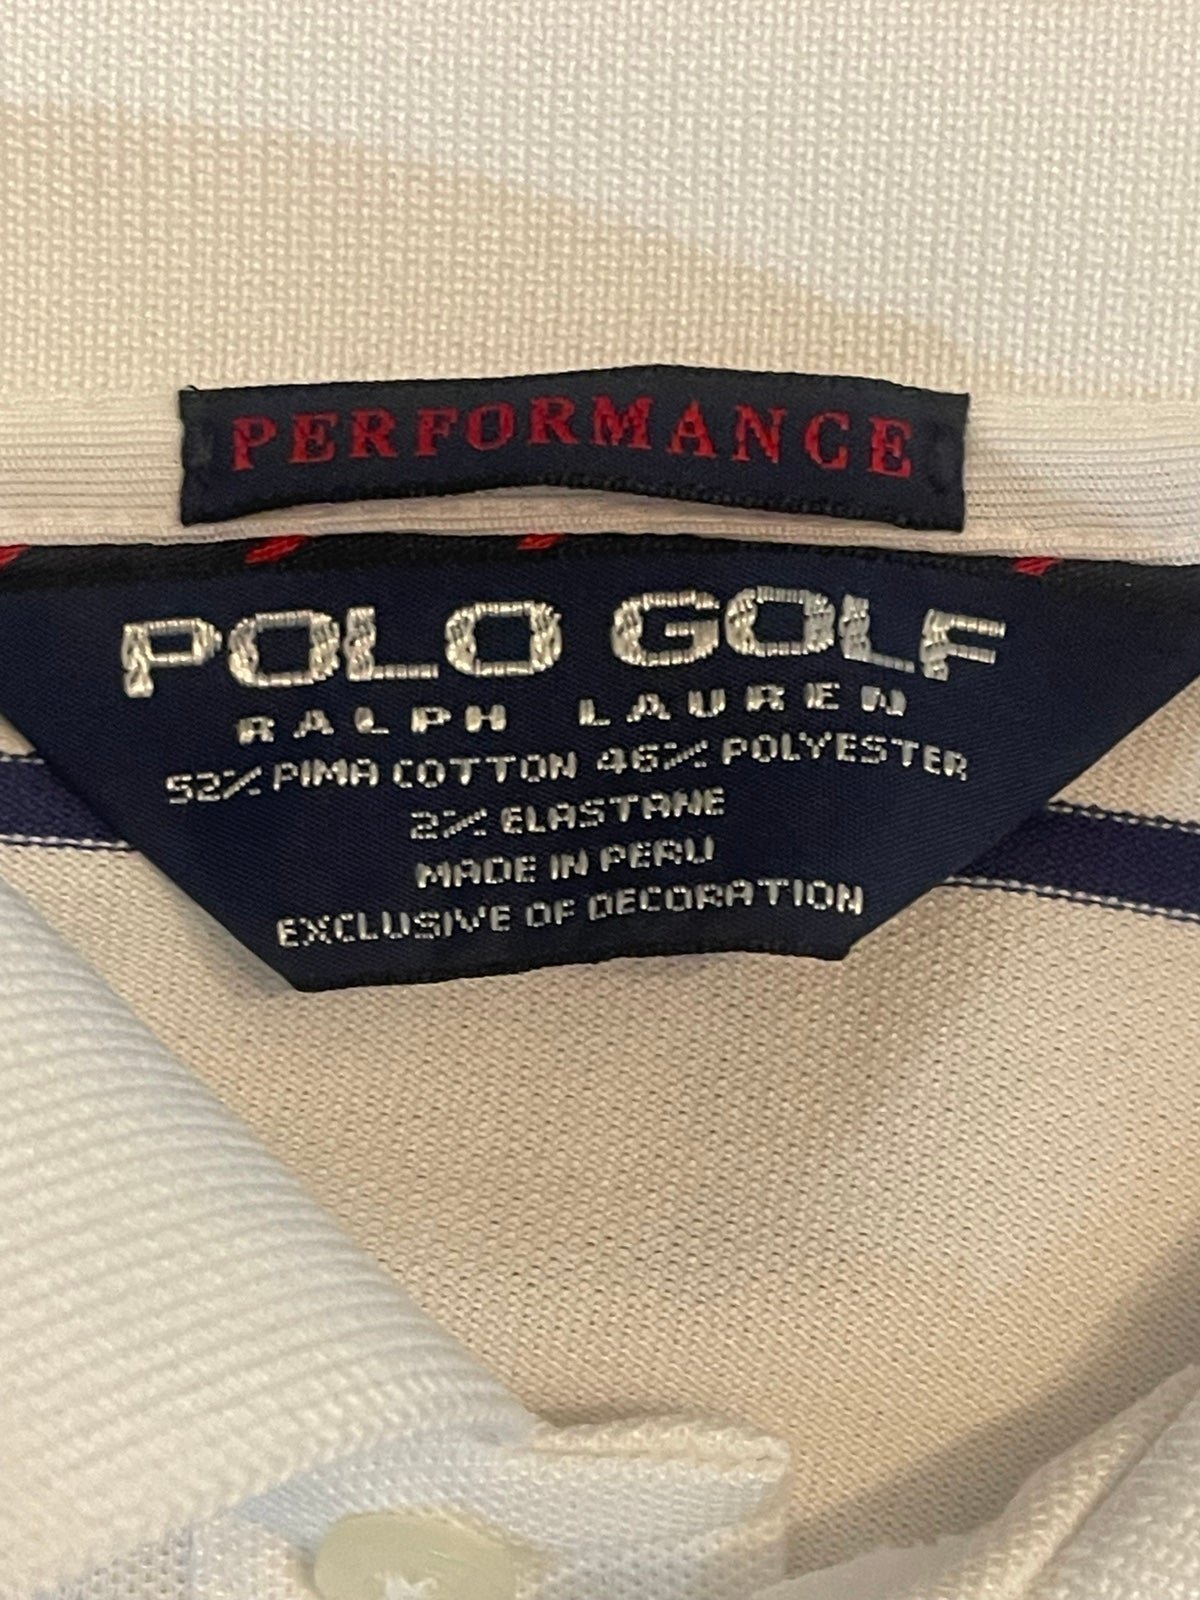 PERFORMANCE
POLO GOLF
RALPH LAUREN
52% PIMA COTTON 46% POLYESTER
2% ELASTANE
MADE IN PERU
EXCLUSIVE OF DECORATION